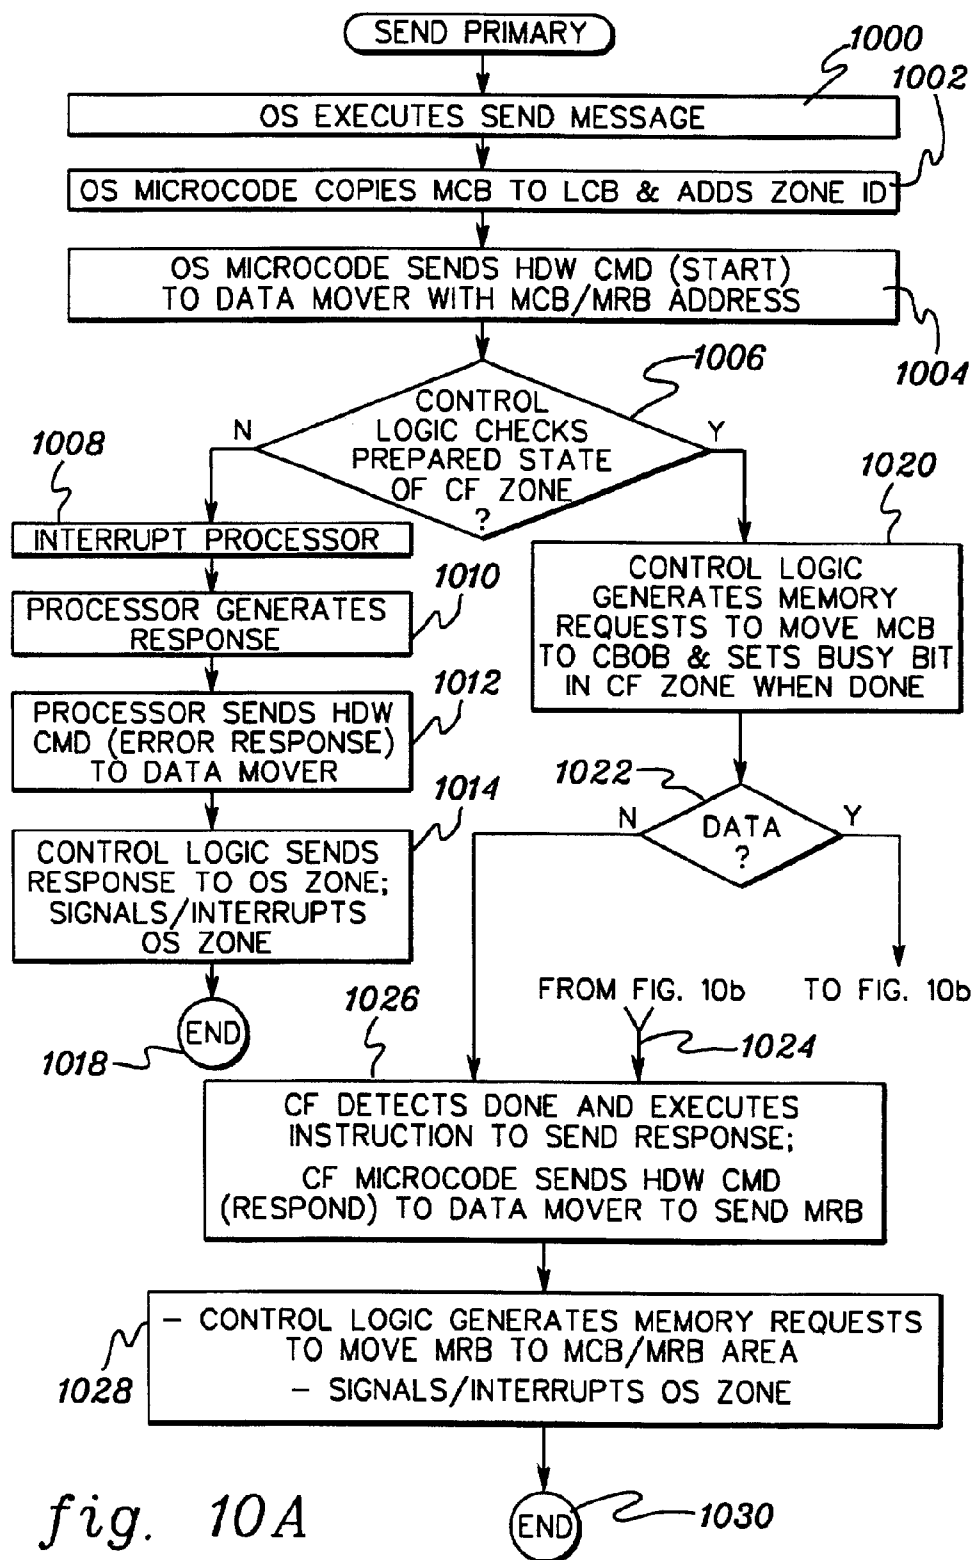 SEND PRIMARY
1000
1002
OS EXECUTES SEND MESSAGE
OS MICROCODE COPIES MCB TO LCB & ADDS ZONE ID
OS MICROCODE SENDS HDW CMD (START)
TO DATA MOVER WITH MCB/MRB ADDRESS
1004
1006
CONTROL
LOGIC CHECKS
PREPARED STATE
OF CF ZONE
?
N
Y
1008
INTERRUPT PROCESSOR
1010
PROCESSOR GENERATES
RESPONSE
1012
PROCESSOR SENDS HDW
CMD (ERROR RESPONSE)
TO DATA MOVER
1014
CONTROL LOGIC SENDS
RESPONSE TO OS ZONE;
SIGNALS/INTERRUPTS
OS ZONE
END
1018
1020
CONTROL LOGIC
GENERATES MEMORY
REQUESTS TO MOVE MCB
TO CBOB & SETS BUSY BIT
IN CF ZONE WHEN DONE
1022
N
DATA
?
Y
FROM FIG. 10b
TO FIG. 10b
1024
1026
CF DETECTS DONE AND EXECUTES
INSTRUCTION TO SEND RESPONSE;
CF MICROCODE SENDS HDW CMD
(RESPOND) TO DATA MOVER TO SEND MRB
- CONTROL LOGIC GENERATES MEMORY REQUESTS
TO MOVE MRB TO MCB/MRB AREA
- SIGNALS/INTERRUPTS OS ZONE
1028
END
1030
fig. 10A